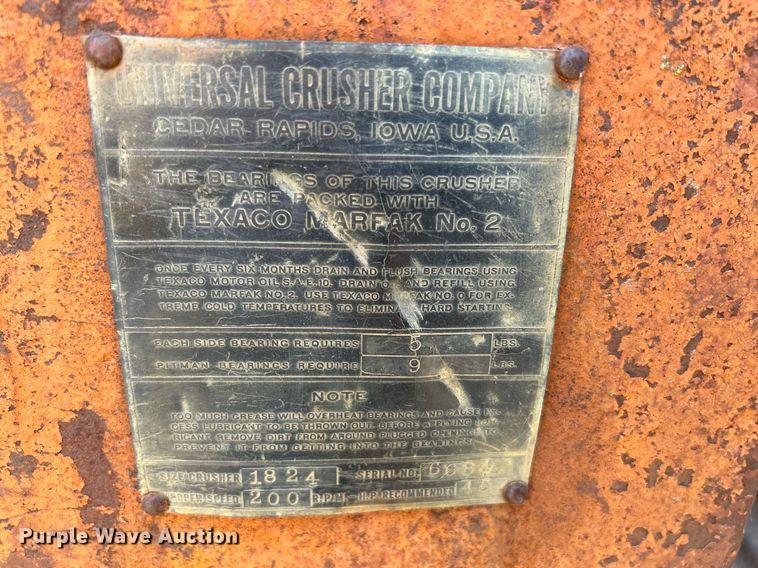 UNIVERSAL CRUSHER COMPANY
CEDAR RAPIDS, IOWA U.S.A.
THE BEARINGS OF THIS CRUSHER
ARE PACKED WITH
TEXACO MARFAK No. 2
ONCE EVERY SIX MONTHS DRAIN AND FLUSH BEARINGS USING
TEXACO MOTOR OIL S.A.E. 10. DRAIN OIL AND REFILL USING
TEXACO MARFAK NO. 2. USE TEXACO MARFAK NO. 0 FOR EX-
TREME COLD TEMPERATURES TO ELIMINATE HARD STARTING.
EACH SIDE BEARING REQUIRES 5 LBS.
PITMAN BEARINGS REQUIRE 9 LBS.
NOTE
TOO MUCH GREASE WILL OVERHEAT BEARINGS AND CAUSE EX-
CESS LUBRICANT TO BE THROWN OUT. BEFORE APPLYING LUB-
RICANT REMOVE DIRT FROM AROUND PLUGGED OPENINGS TO
PREVENT IT FROM GETTING INTO THE BEARINGS.
SIZE CRUSHER 1824 SERIAL NO.
SPEED 200 R.P.M. H.P. RECOMMENDED
Purple Wave Auction